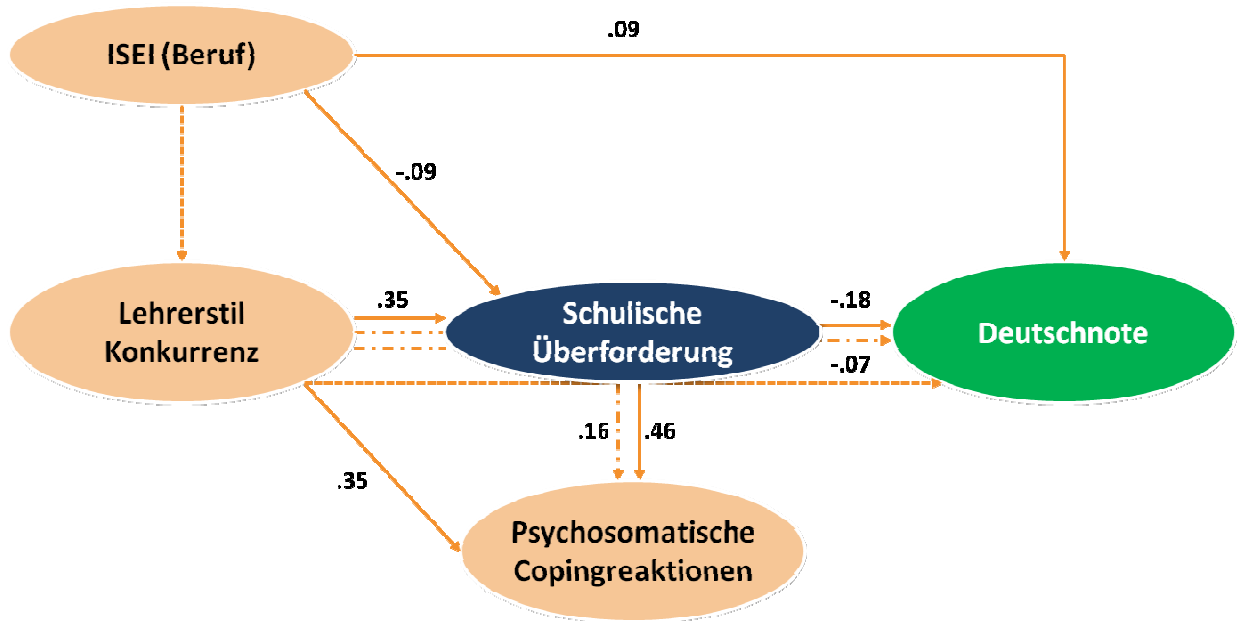 .09
ISEI (Beruf)
-.09
Lehrerstil
Konkurrenz
.35
Schulische
Überforderung
-.18
-.07
Deutschnote
.16
.46
.35
Psychosomatische
Copingreaktionen